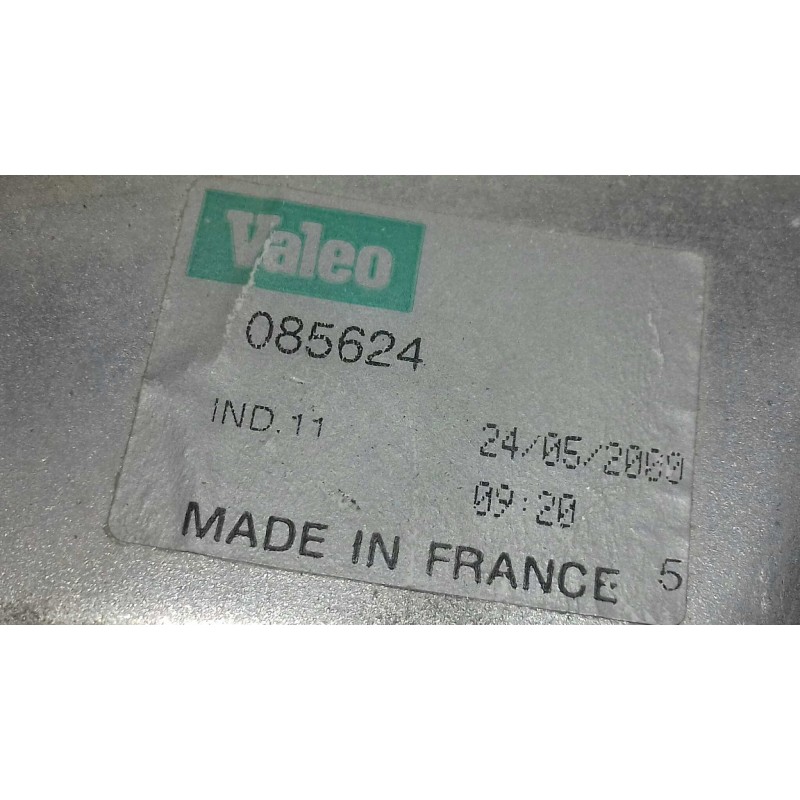 Valeo
085624
IND.11
24/05/2000
09:20
MADE IN FRANCE 5